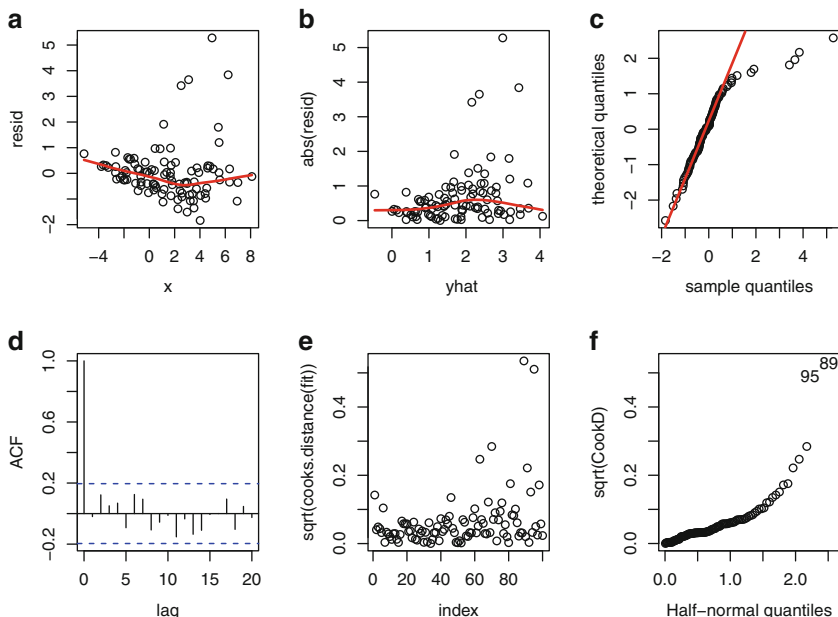 a
resid
5
4
3
2
1
0
−2
−4 0 2 4 6 8
x
b
abs(resid)
5
4
3
2
1
0
0 1 2 3 4
yhat
c
theoretical quantiles
2
1
0
−1
−2
−2 0 2 4
sample quantiles
d
ACF
1.0
0.6
0.2
−0.2
0 5 10 15 20
lag
e
sqrt(cooks.distance(fit))
0.4
0.2
0.0
0 20 40 60 80
index
f
sqrt(CookD)
0.4
0.2
0.0
89
95
0.0 1.0 2.0
Half−normal quantiles